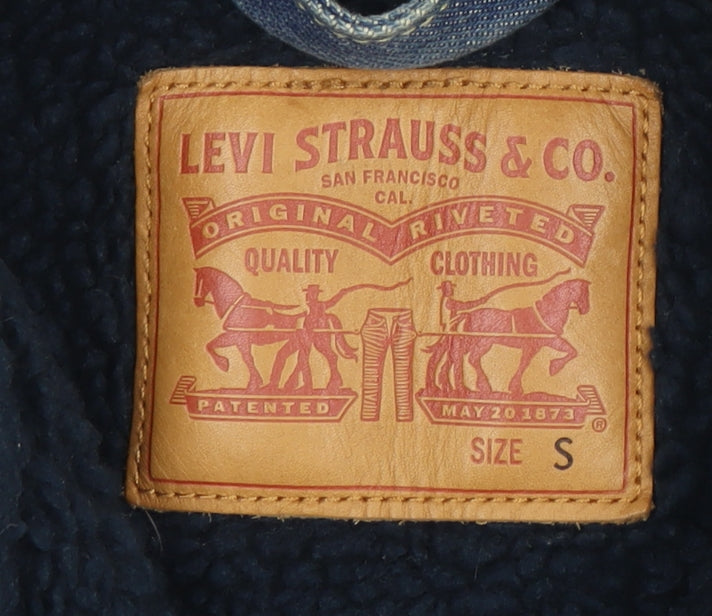 LEVI STRAUSS & CO.
SAN FRANCISCO
CAL.
ORIGINAL RIVETED
QUALITY CLOTHING
PATENTED MAY 20 1873
®
SIZE S